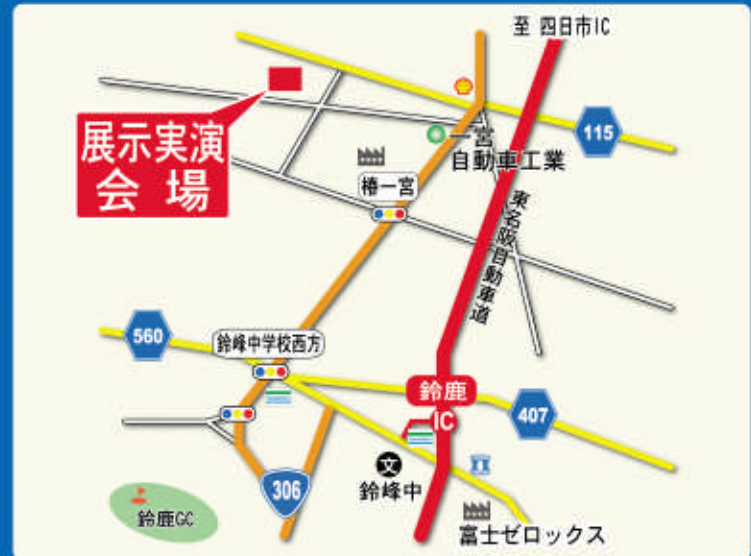 至 四日市IC
115
展示実演
会 場
一宮
自動車工業
椿一宮
東名阪自動車道
560
鈴峰中学校西方
鈴鹿
IC
407
306
文
鈴峰中
鈴鹿GC
富士ゼロックス